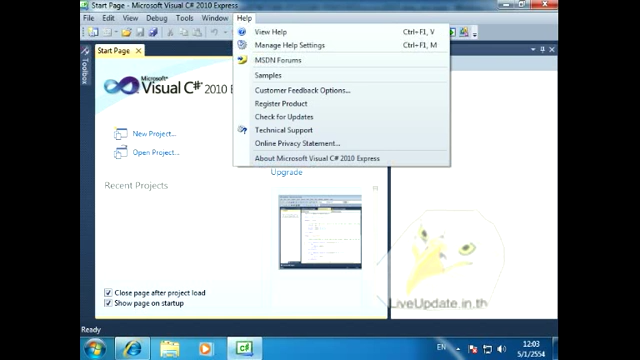 Start Page - Microsoft Visual C# 2010 Express
File Edit View Debug Tools Window Help
View Help Ctrl+F1, V
Manage Help Settings Ctrl+F1, M
MSDN Forums
Samples
Customer Feedback Options...
Register Product
Check for Updates
Technical Support
Online Privacy Statement...
About Microsoft Visual C# 2010 Express
Toolbox
Start Page
Microsoft
Visual C# 2010 E
New Project...
Open Project...
Recent Projects
Upgrade
Close page after project load
Show page on startup
LiveUpdate.in.th
Ready
EN
12:03
5/1/2554